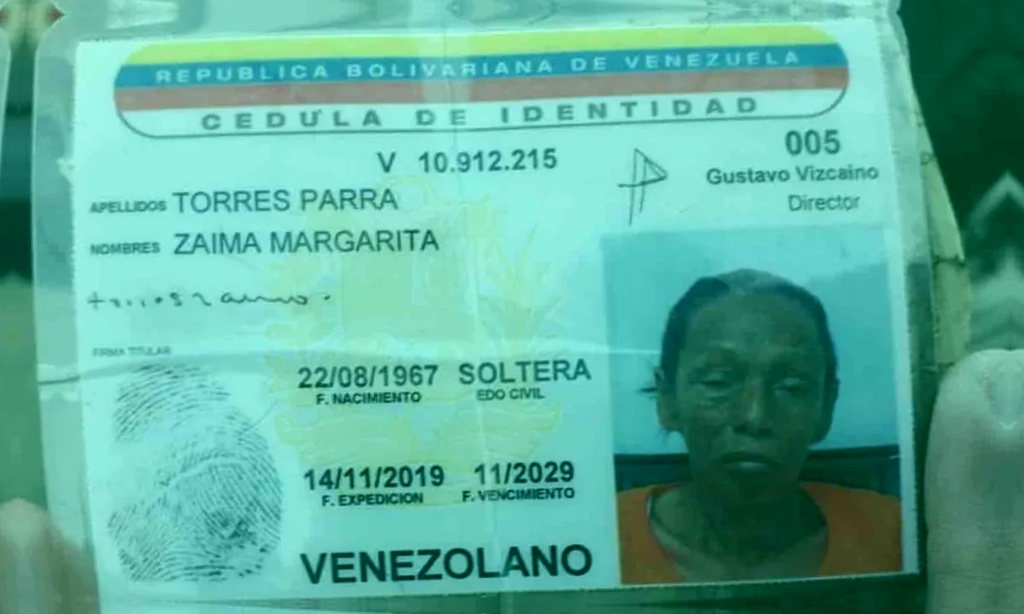 REPUBLICA BOLIVARIANA DE VENEZUELA
CEDULA DE IDENTIDAD
V 10.912.215
005
Gustavo Vizcaino
Director
APELLIDOS TORRES PARRA
NOMBRES ZAIMA MARGARITA
FIRMA TITULAR
22/08/1967 SOLTERA
F. NACIMIENTO EDO CIVIL
14/11/2019 11/2029
F. EXPEDICION F. VENCIMIENTO
VENEZOLANO